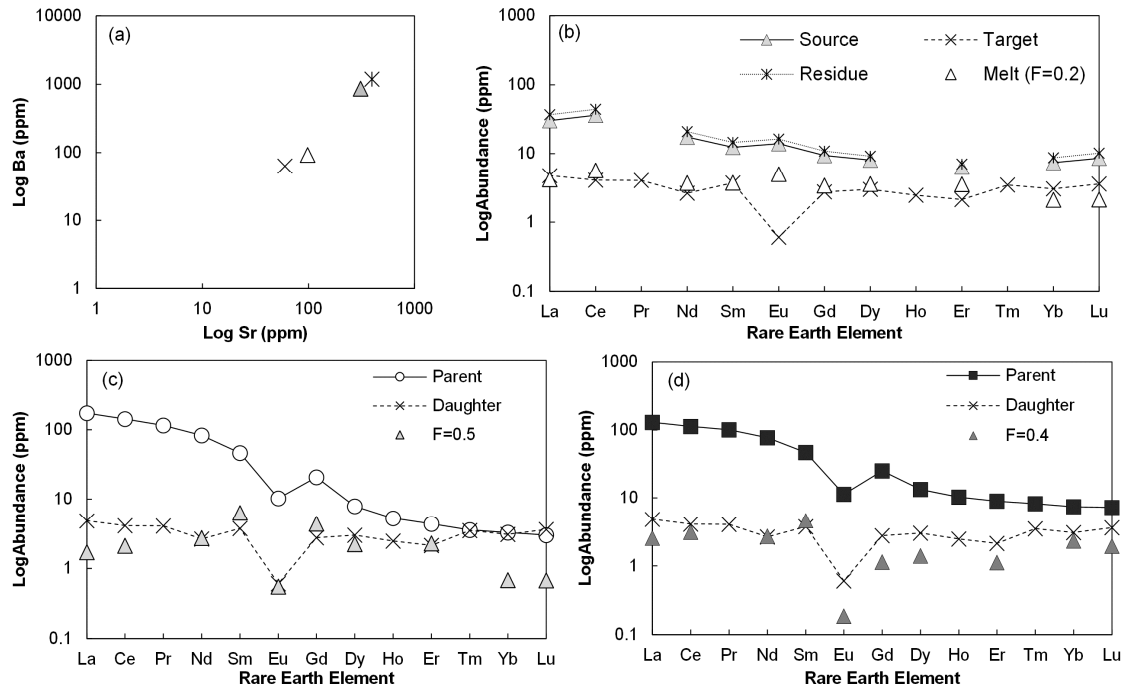 (a)
10000
1000
100
10
1
Log Ba (ppm)
1 10 100 1000
Log Sr (ppm)
(b)
1000
100
10
1
0.1
LogAbundance (ppm)
Source Target
Residue Melt (F=0.2)
La Ce Pr Nd Sm Eu Gd Dy Ho Er Tm Yb Lu
Rare Earth Element
(c)
1000
100
10
1
0.1
LogAbundance (ppm)
Parent
Daughter
F=0.5
La Ce Pr Nd Sm Eu Gd Dy Ho Er Tm Yb Lu
Rare Earth Element
(d)
1000
100
10
1
0.1
LogAbundance (ppm)
Parent
Daughter
F=0.4
La Ce Pr Nd Sm Eu Gd Dy Ho Er Tm Yb Lu
Rare Earth Element